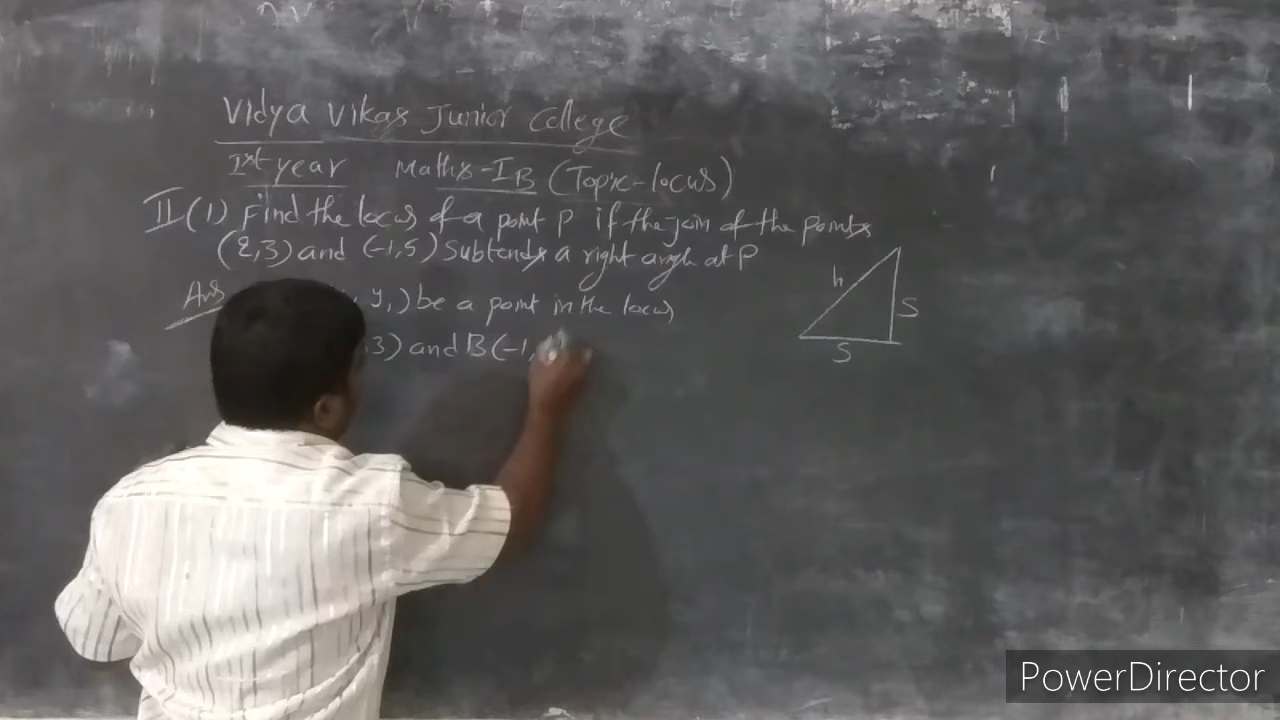 Vidya Vikas Junior College
Ist year Maths-IB (Topic-locus)
II (1) Find the locus of a point P if the join of the points
(2,3) and (-1,5) Subtends a right angle at P
Ans y1) be a point in the locus
3) and B(-1,
h
S
S
PowerDirector